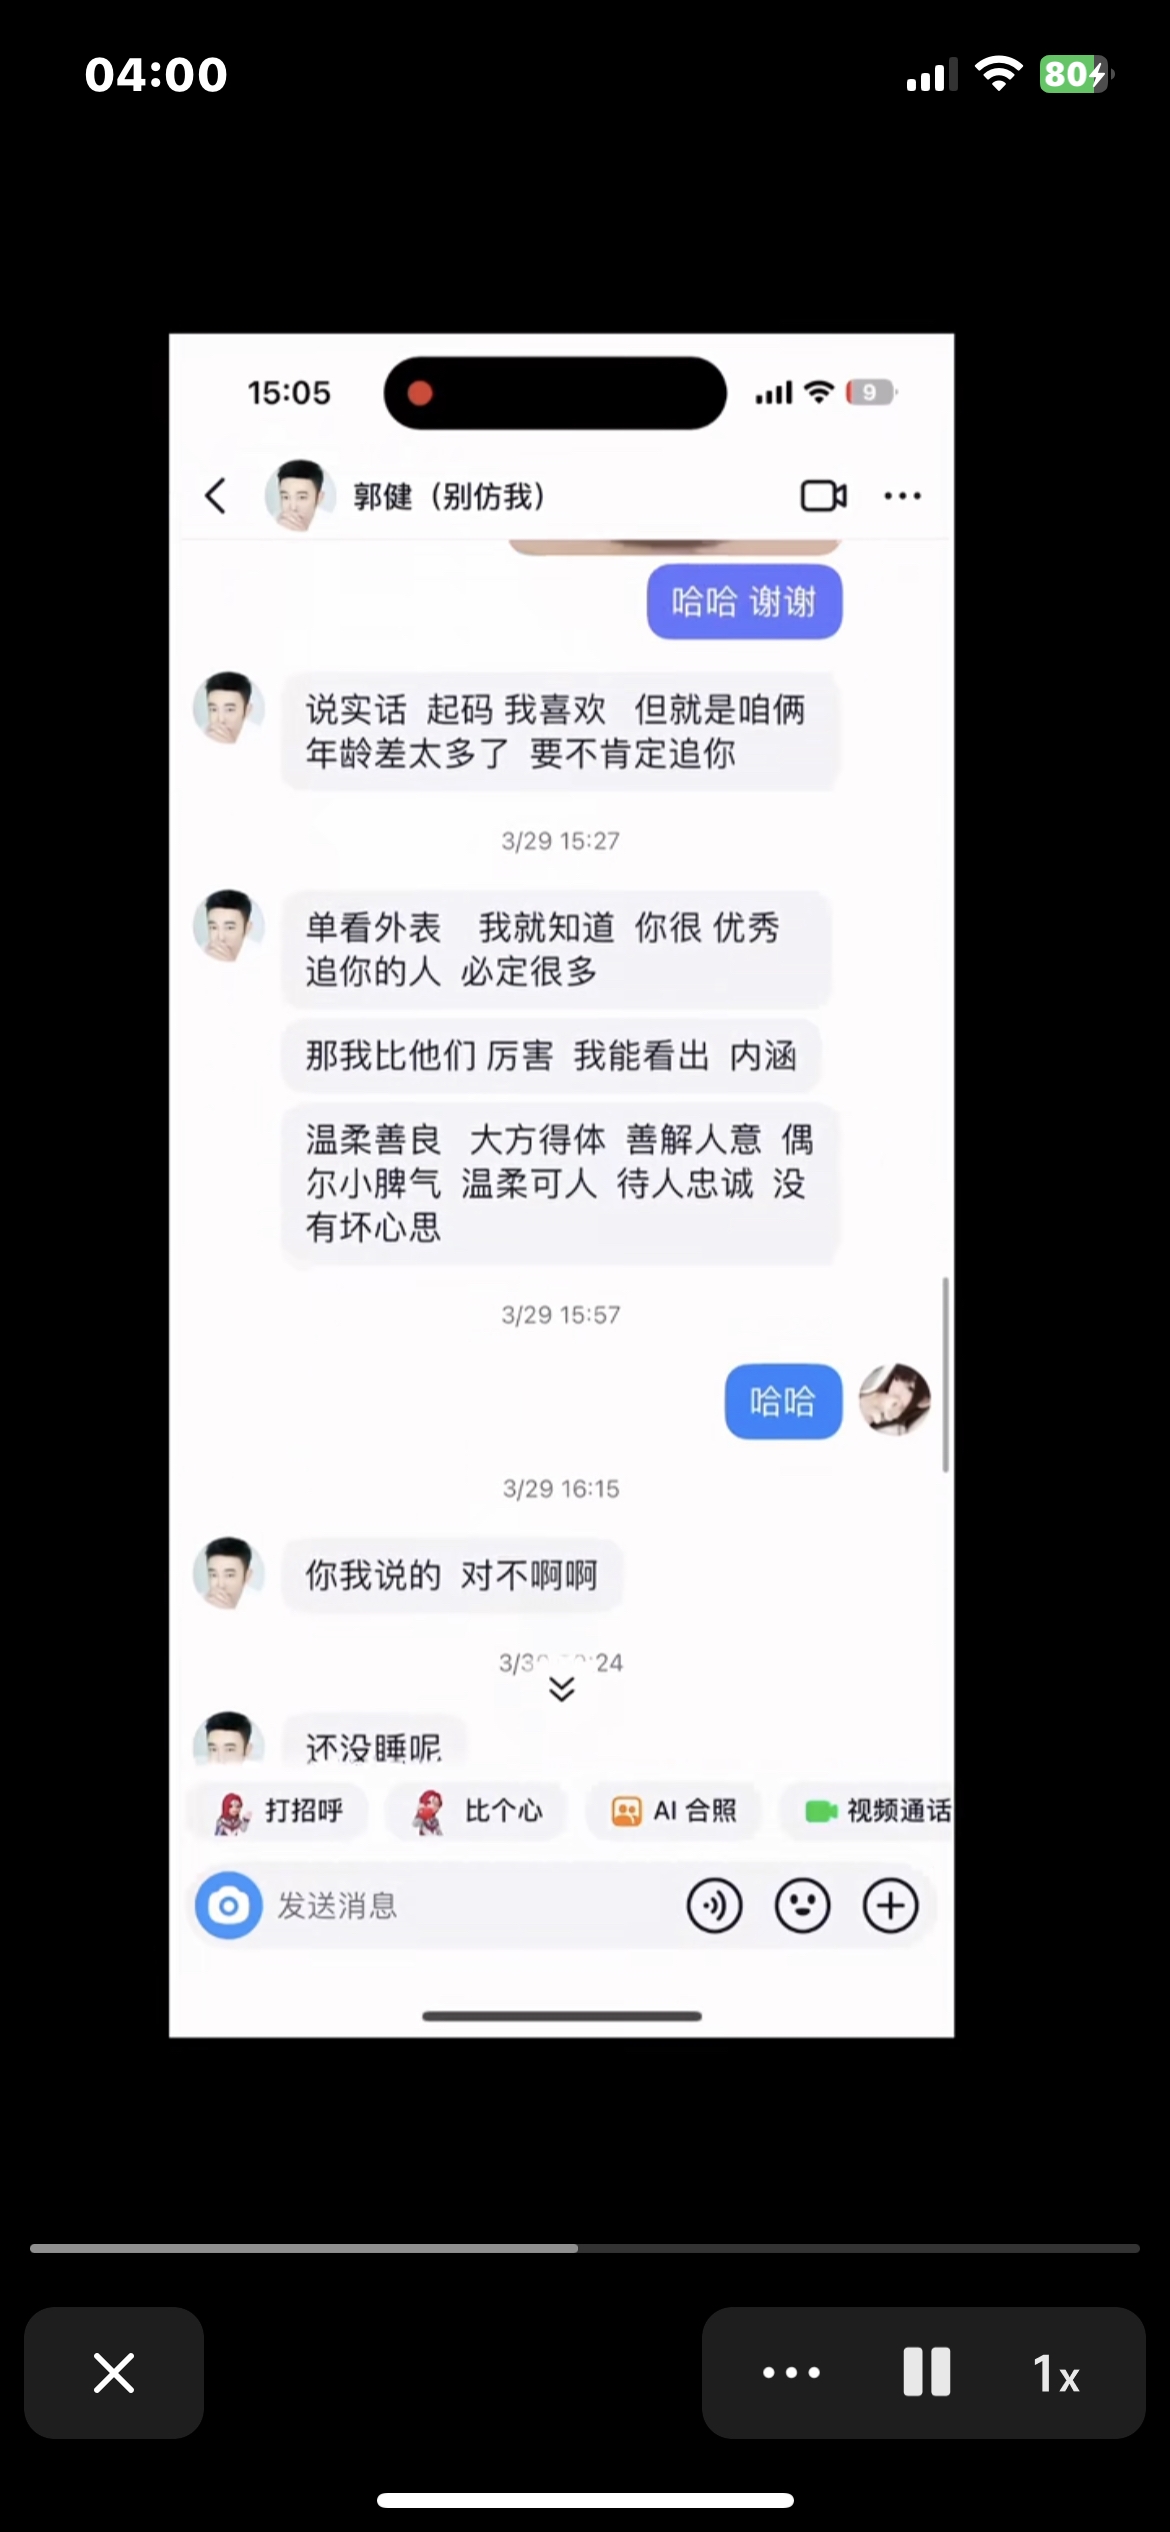 04:00
80
15:05
9
郭健（别仿我）
哈哈 谢谢
说实话 起码 我喜欢 但就是咱俩
年龄差太多了 要不肯定追你
3/29 15:27
单看外表 我就知道 你很 优秀
追你的人 必定很多
那我比他们 厉害 我能看出 内涵
温柔善良 大方得体 善解人意 偶
尔小脾气 温柔可人 待人忠诚 没
有坏心思
3/29 15:57
哈哈
3/29 16:15
你我说的 对不啊啊
24
还没睡呢
打招呼
比个心
AI 合照
视频通话
发送消息
1x